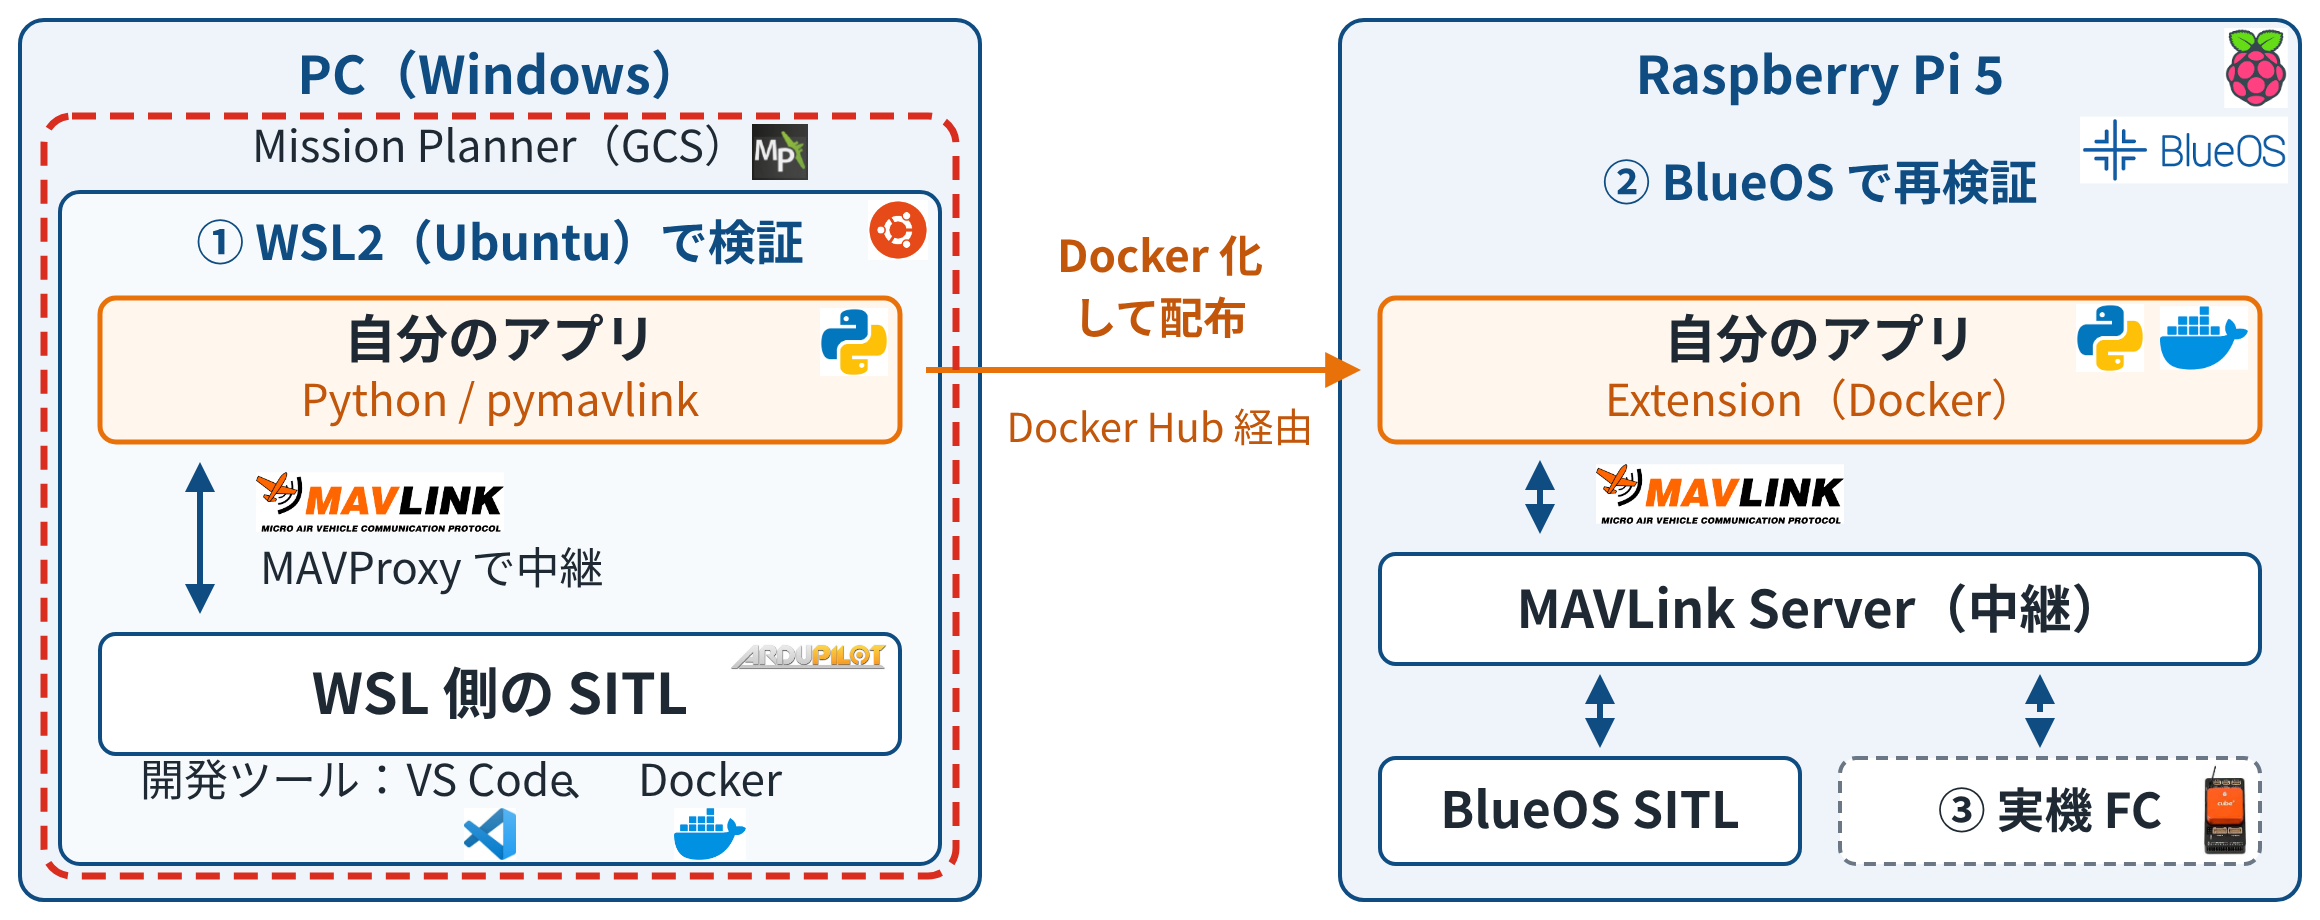 PC（Windows）
Mission Planner（GCS）
MP
① WSL2（Ubuntu）で検証
自分のアプリ
Python / pymavlink
MAVLINK
MICRO AIR VEHICLE COMMUNICATION PROTOCOL
MAVProxy で中継
ARDUPILOT
WSL 側の SITL
開発ツール：VS Code、 Docker
Docker 化
して配布
Docker Hub 経由
Raspberry Pi 5
BlueOS
② BlueOS で再検証
自分のアプリ
Extension（Docker）
MAVLINK
MICRO AIR VEHICLE COMMUNICATION PROTOCOL
MAVLink Server（中継）
BlueOS SITL
③ 実機 FC
cube